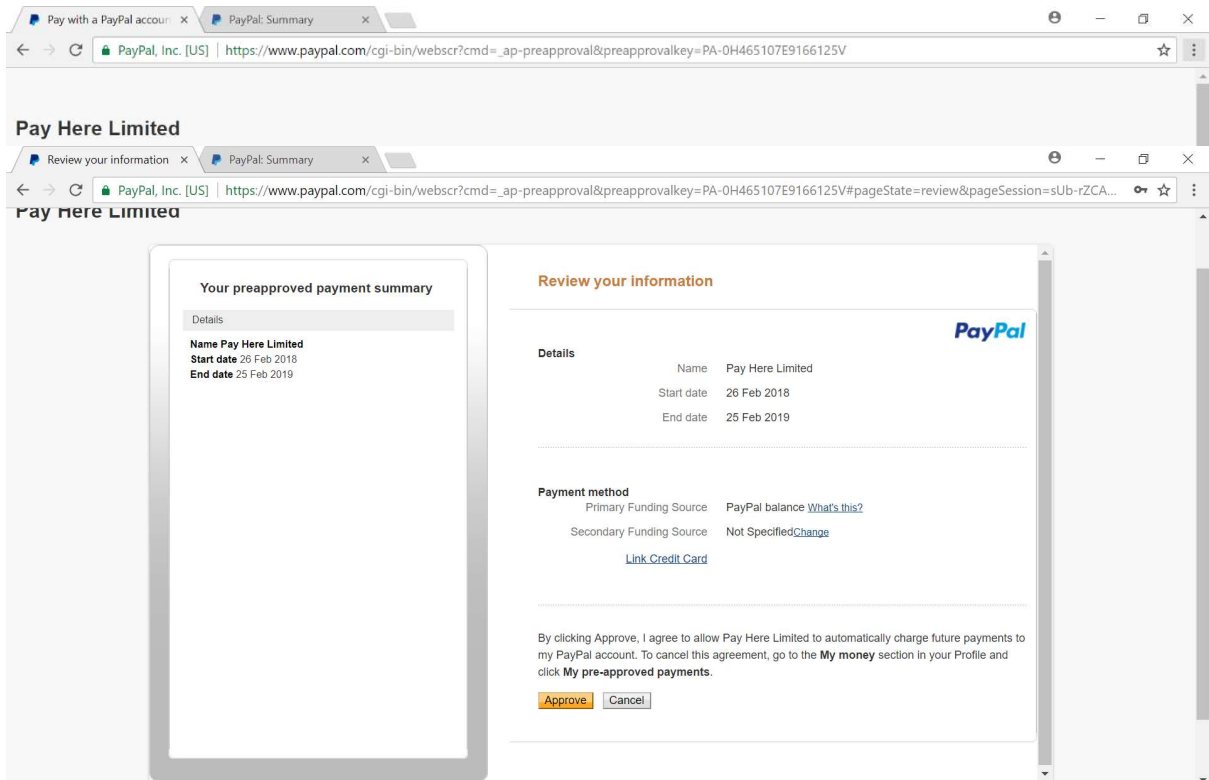 Pay with a PayPal accoun
PayPal: Summary
PayPal, Inc. [US] | https://www.paypal.com/cgi-bin/webscr?cmd=_ap-preapproval&preapprovalkey=PA-0H465107E9166125V
Pay Here Limited
Review your information
PayPal: Summary
PayPal, Inc. [US] | https://www.paypal.com/cgi-bin/webscr?cmd=_ap-preapproval&preapprovalkey=PA-0H465107E9166125V#pageState=review&pageSession=sUb-rZCA...
Pay Here Limited
Your preapproved payment summary
Details
Name Pay Here Limited
Start date 26 Feb 2018
End date 25 Feb 2019
Review your information
PayPal
Details
Name Pay Here Limited
Start date 26 Feb 2018
End date 25 Feb 2019
Payment method
Primary Funding Source PayPal balance What's this?
Secondary Funding Source Not SpecifiedChange
Link Credit Card
By clicking Approve, I agree to allow Pay Here Limited to automatically charge future payments to
my PayPal account. To cancel this agreement, go to the My money section in your Profile and
click My pre-approved payments.
Approve Cancel